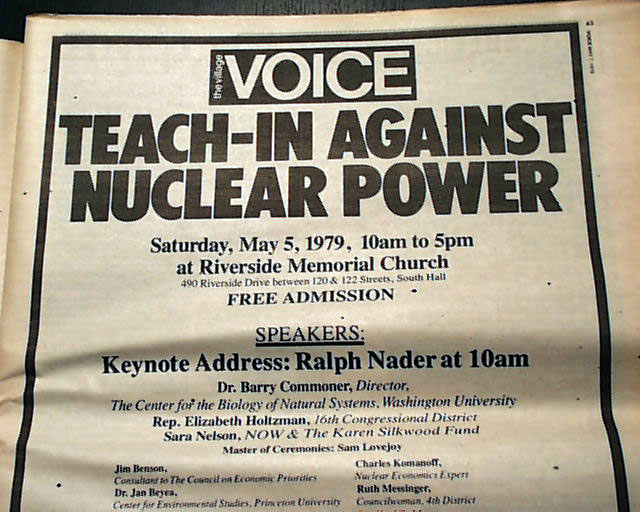 the village VOICE
TEACH-IN AGAINST
NUCLEAR POWER
Saturday, May 5, 1979, 10am to 5pm
at Riverside Memorial Church
490 Riverside Drive between 120 & 122 Streets, South Hall
FREE ADMISSION
SPEAKERS:
Keynote Address: Ralph Nader at 10am
Dr. Barry Commoner, Director,
The Center for the Biology of Natural Systems, Washington University
Rep. Elizabeth Holtzman, 16th Congressional District
Sara Nelson, NOW & The Karen Silkwood Fund
Master of Ceremonies: Sam Lovejoy
Jim Benson,
Consultant to The Council on Economic Priorities
Dr. Jan Beyea,
Center for Environmental Studies, Princeton University
Charles Komanoff,
Nuclear Economics Expert
Ruth Messinger,
Councilwoman, 4th District